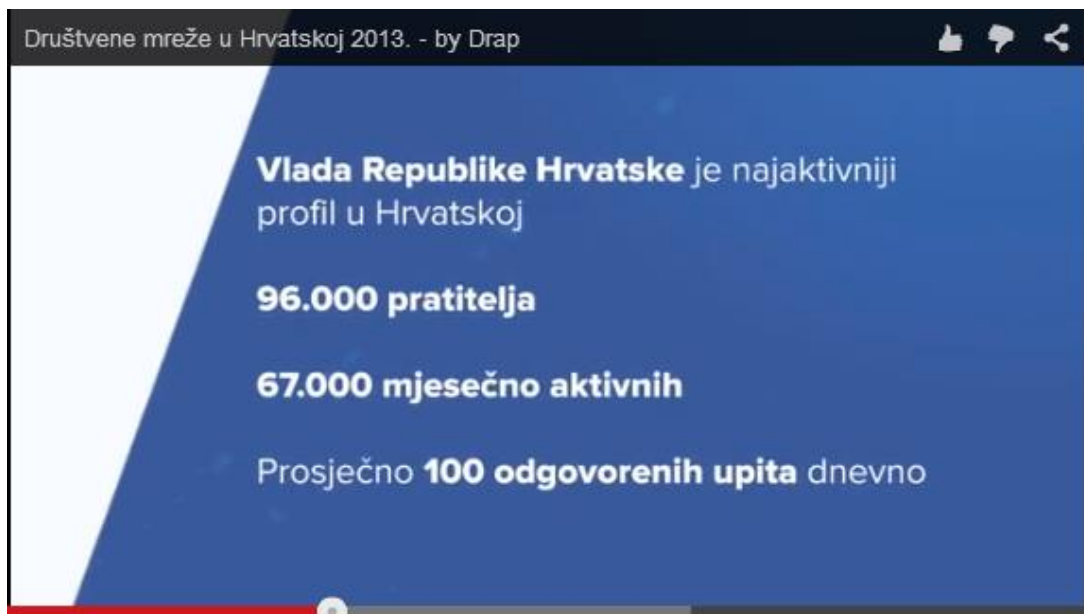 Društvene mreže u Hrvatskoj 2013. - by Drap
Vlada Republike Hrvatske je najaktivniji
profil u Hrvatskoj
96.000 pratitelja
67.000 mjesečno aktivnih
Prosječno 100 odgovorenih upita dnevno